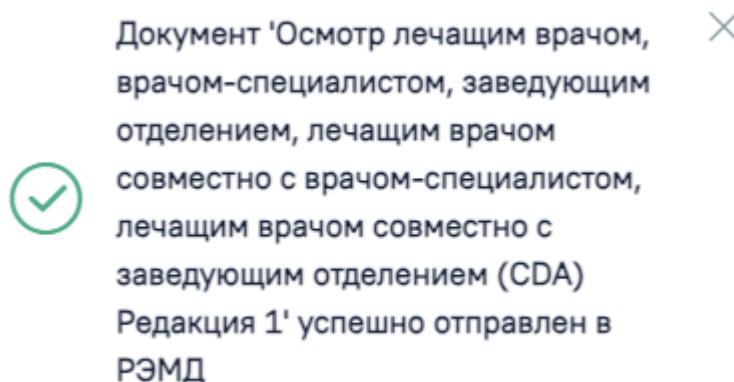 Документ 'Осмотр лечащим врачом,
врачом-специалистом, заведующим
отделением, лечащим врачом
совместно с врачом-специалистом,
лечащим врачом совместно с
заведующим отделением (CDA)
Редакция 1' успешно отправлен в
РЭМД